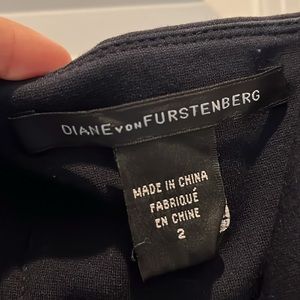 DIANE VON FURSTENBERG
MADE IN CHINA
FABRIQUÉ
EN CHINE
2